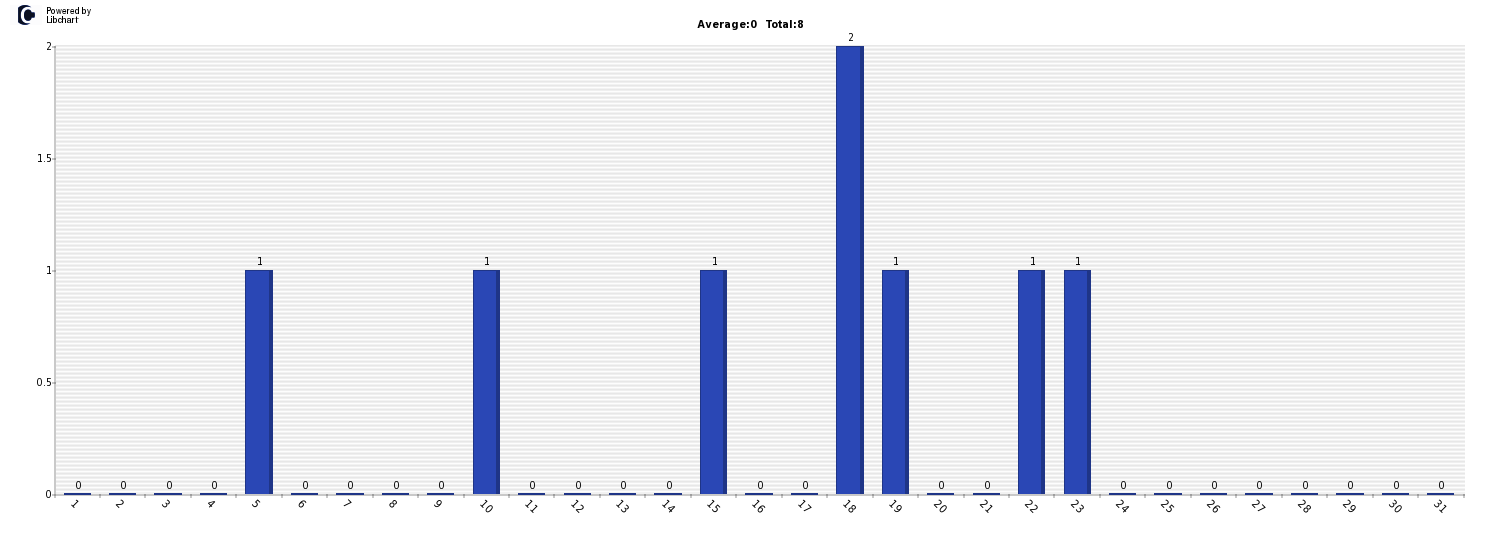 Powered by
Libchart
Average:0 Total:8
2
2
1.5
1
1 1 1 1 1 1
0.5
0 0 0 0 0 0 0 0 0 0 0 0 0 0 0 0 0 0 0 0 0 0 0 0
0
1 2 3 4 5 6 7 8 9 10 11 12 13 14 15 16 17 18 19 20 21 22 23 24 25 26 27 28 29 30 31